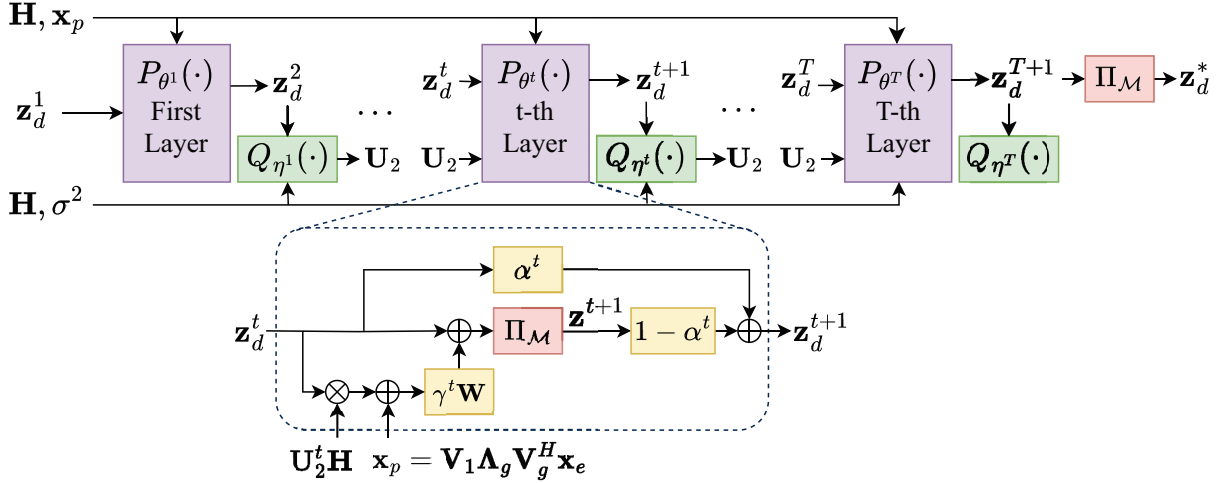 H, x_p
z_d^1
P_{θ^1}(·)
First
Layer
z_d^2
Q_{η^1}(·)
U_2
···
z_d^t
U_2
P_{θ^t}(·)
t-th
Layer
z_d^{t+1}
Q_{η^t}(·)
U_2
···
z_d^T
U_2
P_{θ^T}(·)
T-th
Layer
z_d^{T+1}
Q_{η^T}(·)
Π_ℳ
z_d^*
H, σ^2
α^t
z_d^t
⊕
Π_ℳ
z^{t+1}
1 − α^t
⊕
z_d^{t+1}
⊗
⊕
γ^t W
U_2^t H
x_p = V_1 Λ_g V_g^H x_e